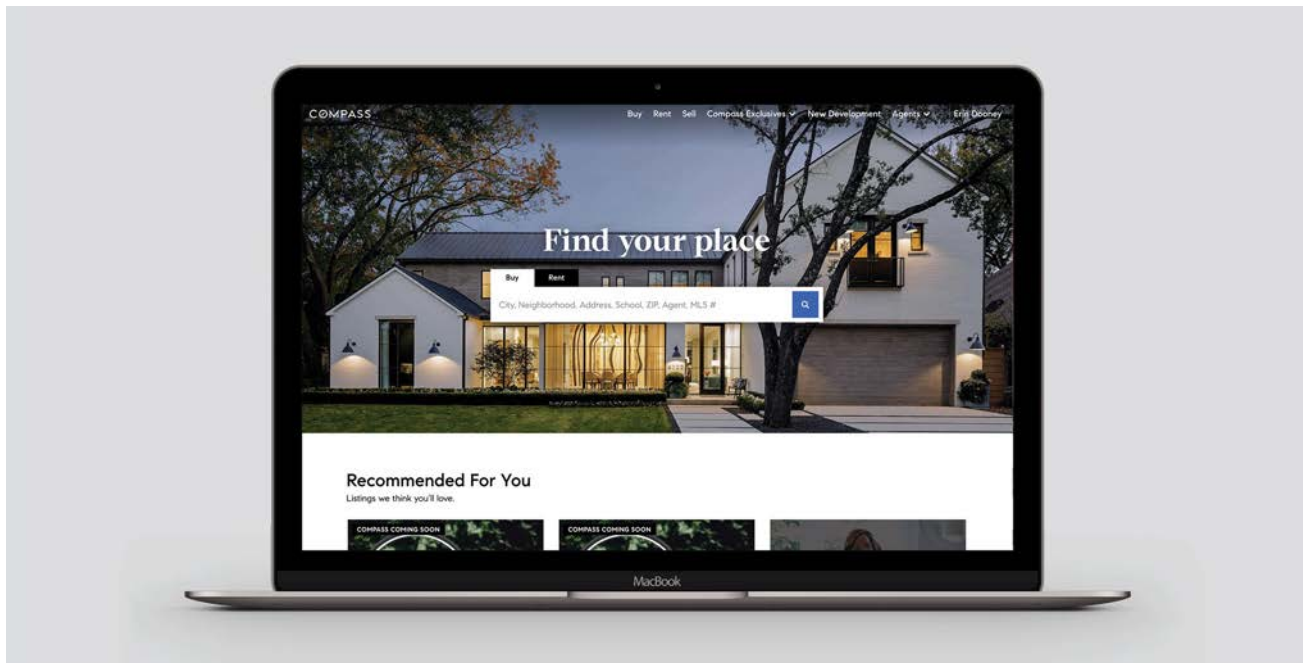 COMPASS
Buy Rent Sell Compass Exclusives New Development Agents Erin Dooney
Find your place
Buy Rent
City, Neighborhood, Address, School, ZIP, Agent, MLS #
Recommended For You
Listings we think you'll love.
COMPASS COMING SOON COMPASS COMING SOON
MacBook